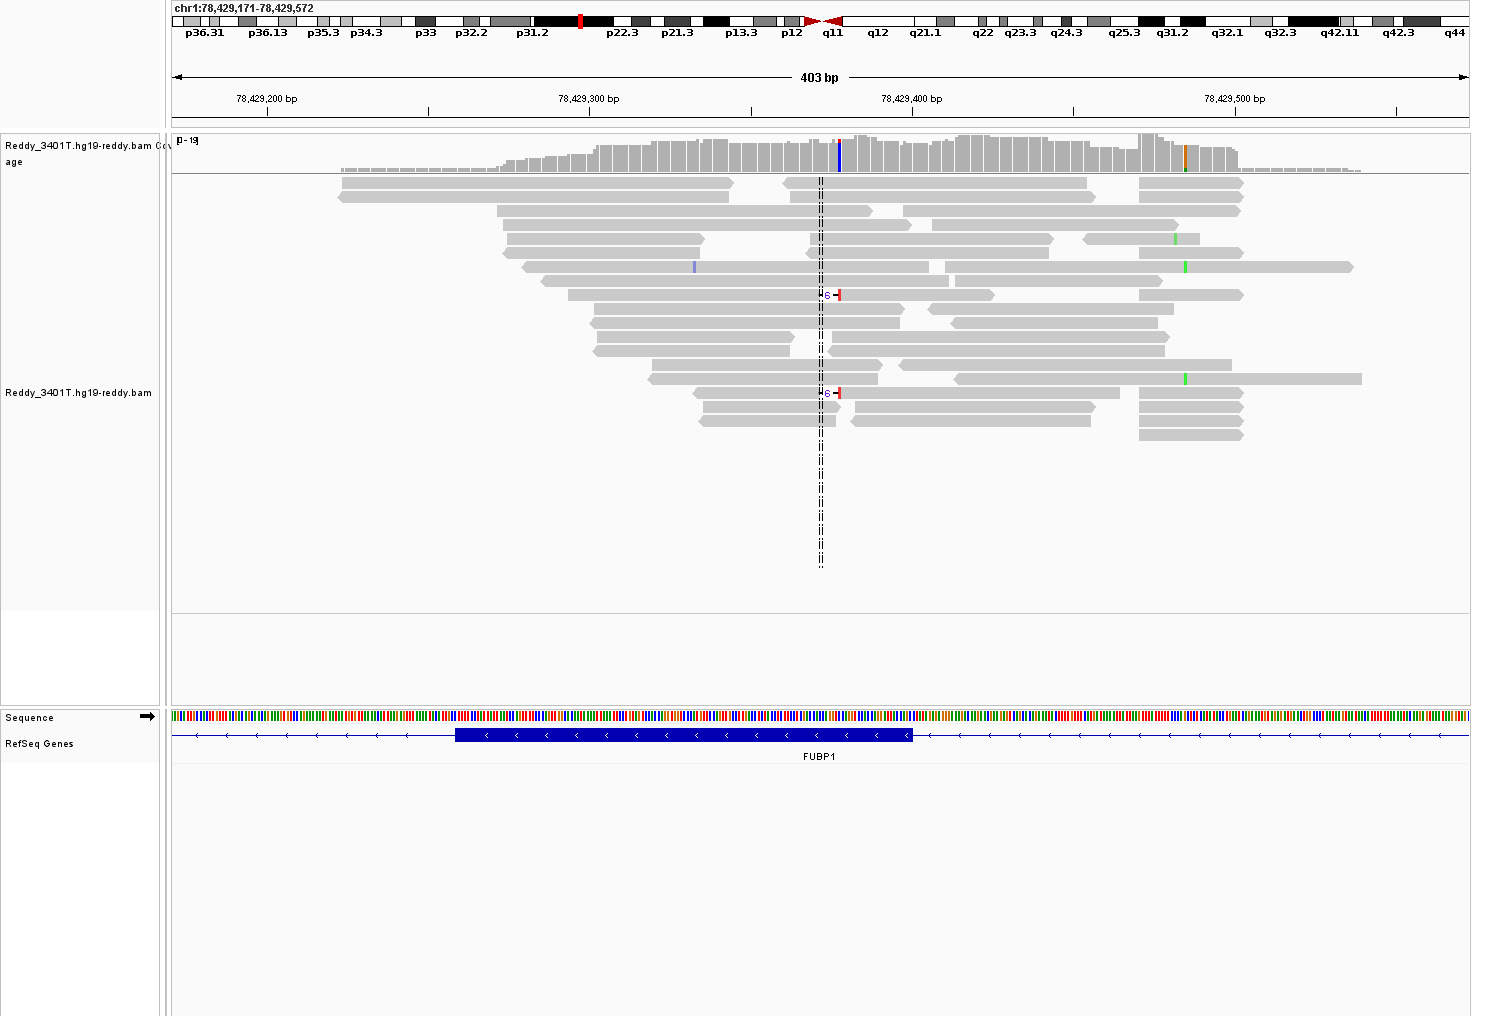 chr1:78,429,171-78,429,572
p36.31 p36.13 p35.3 p34.3 p33 p32.2 p31.2 p22.3 p21.3 p13.3 p12 q11 q12 q21.1 q22 q23.3 q24.3 q25.3 q31.2 q32.1 q32.3 q42.11 q42.3 q44
403 bp
78,429,200 bp 78,429,300 bp 78,429,400 bp 78,429,500 bp
Reddy_3401T.hg19-reddy.bam Cov
age
[0 - 19]
6
Reddy_3401T.hg19-reddy.bam
6
Sequence
RefSeq Genes
FUBP1